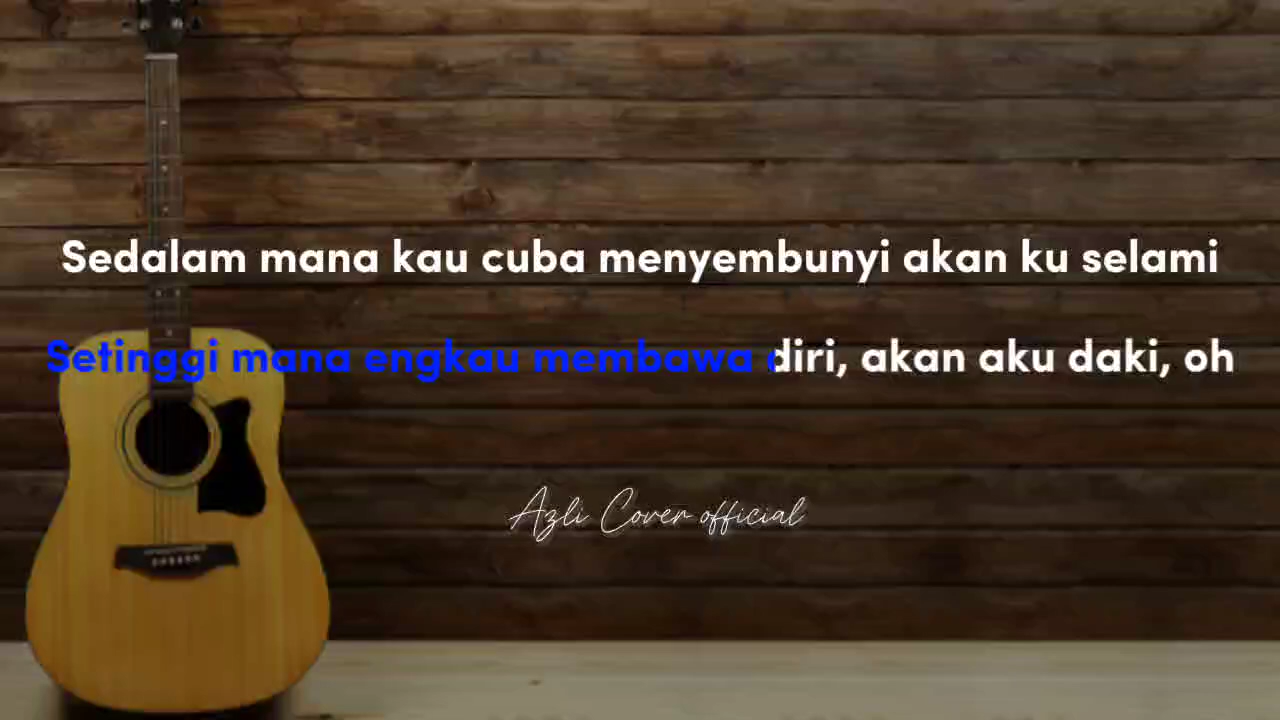 Sedalam mana kau cuba menyembunyi akan ku selami
Setinggi mana engkau membawa diri, akan aku daki, oh
Azli Cover official